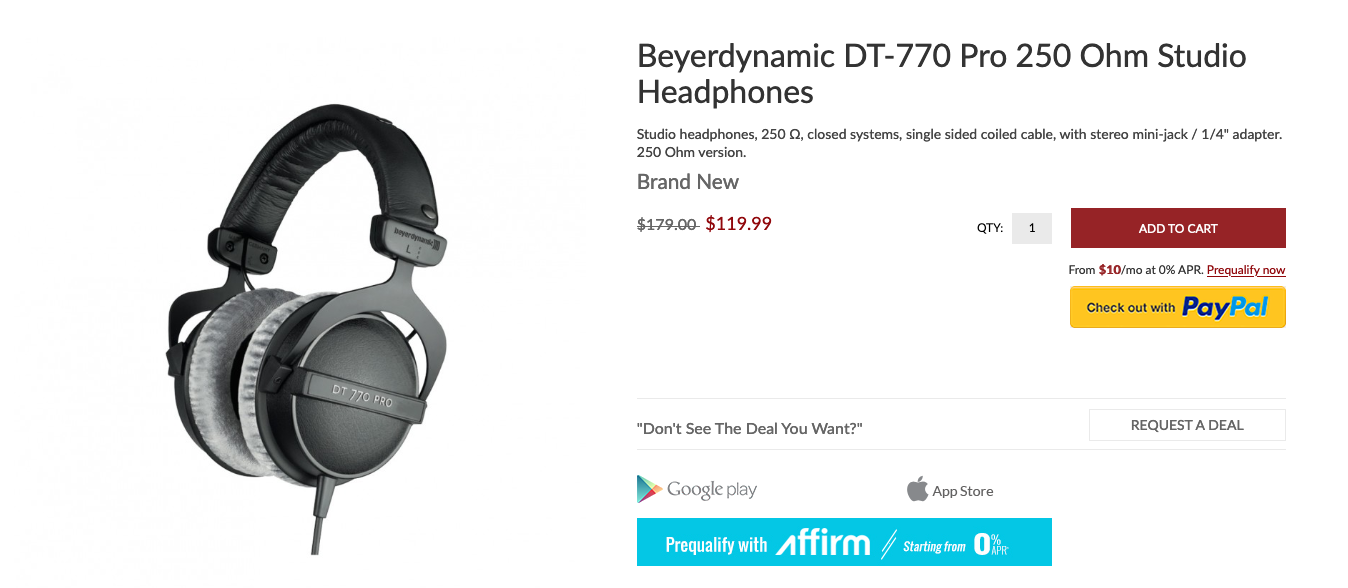 Beyerdynamic DT-770 Pro 250 Ohm Studio
Headphones
Studio headphones, 250 Ω, closed systems, single sided coiled cable, with stereo mini-jack / 1/4" adapter.
250 Ohm version.
Brand New
$179.00 $119.99
QTY: 1
ADD TO CART
From $10/mo at 0% APR. Prequalify now
Check out with PayPal
"Don't See The Deal You Want?"
REQUEST A DEAL
Google play
App Store
Prequalify with affirm Starting from 0% APR*
beyerdynamic
L
DT 770 PRO